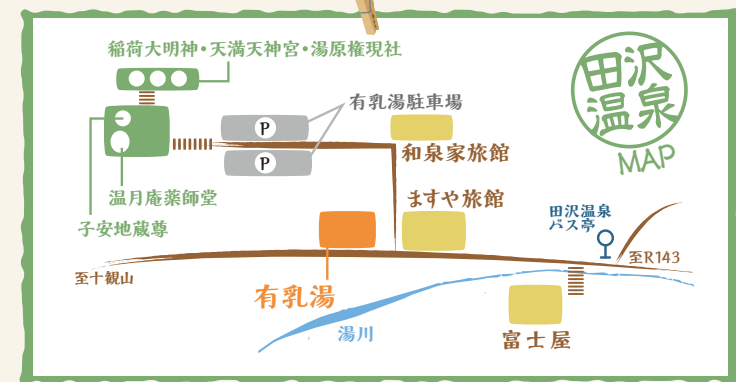 稲荷大明神・天満天神宮・湯原権現社
田沢
温泉
MAP
有乳湯駐車場
P
P
和泉家旅館
温月庵薬師堂
子安地蔵尊
ますや旅館
田沢温泉
バス亭
至R143
至十観山
有乳湯
湯川
富士屋